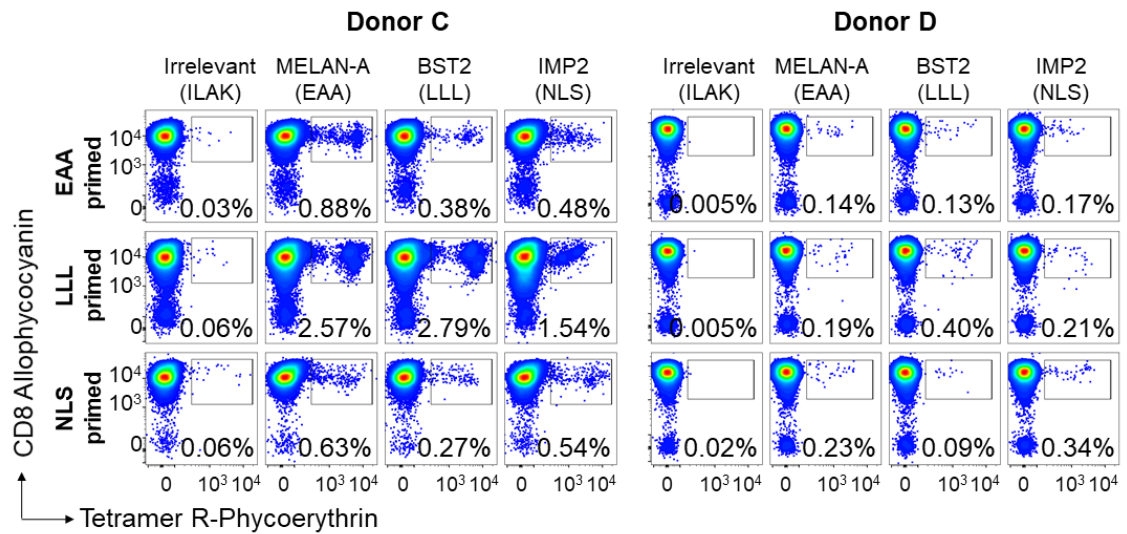 Donor C
Donor D
Irrelevant (ILAK)
MELAN-A (EAA)
BST2 (LLL)
IMP2 (NLS)
Irrelevant (ILAK)
MELAN-A (EAA)
BST2 (LLL)
IMP2 (NLS)
EAA primed
10⁴
10³
0
0.03%
0.88%
0.38%
0.48%
0.005%
0.14%
0.13%
0.17%
LLL primed
10⁴
10³
0
0.06%
2.57%
2.79%
1.54%
0.005%
0.19%
0.40%
0.21%
NLS primed
10⁴
10³
0
0.06%
0.63%
0.27%
0.54%
0.02%
0.23%
0.09%
0.34%
0 10³ 10⁴
0 10³ 10⁴
0 10³ 10⁴
0 10³ 10⁴
0 10³ 10⁴
0 10³ 10⁴
0 10³ 10⁴
0 10³ 10⁴
CD8 Allophycocyanin
Tetramer R-Phycoerythrin